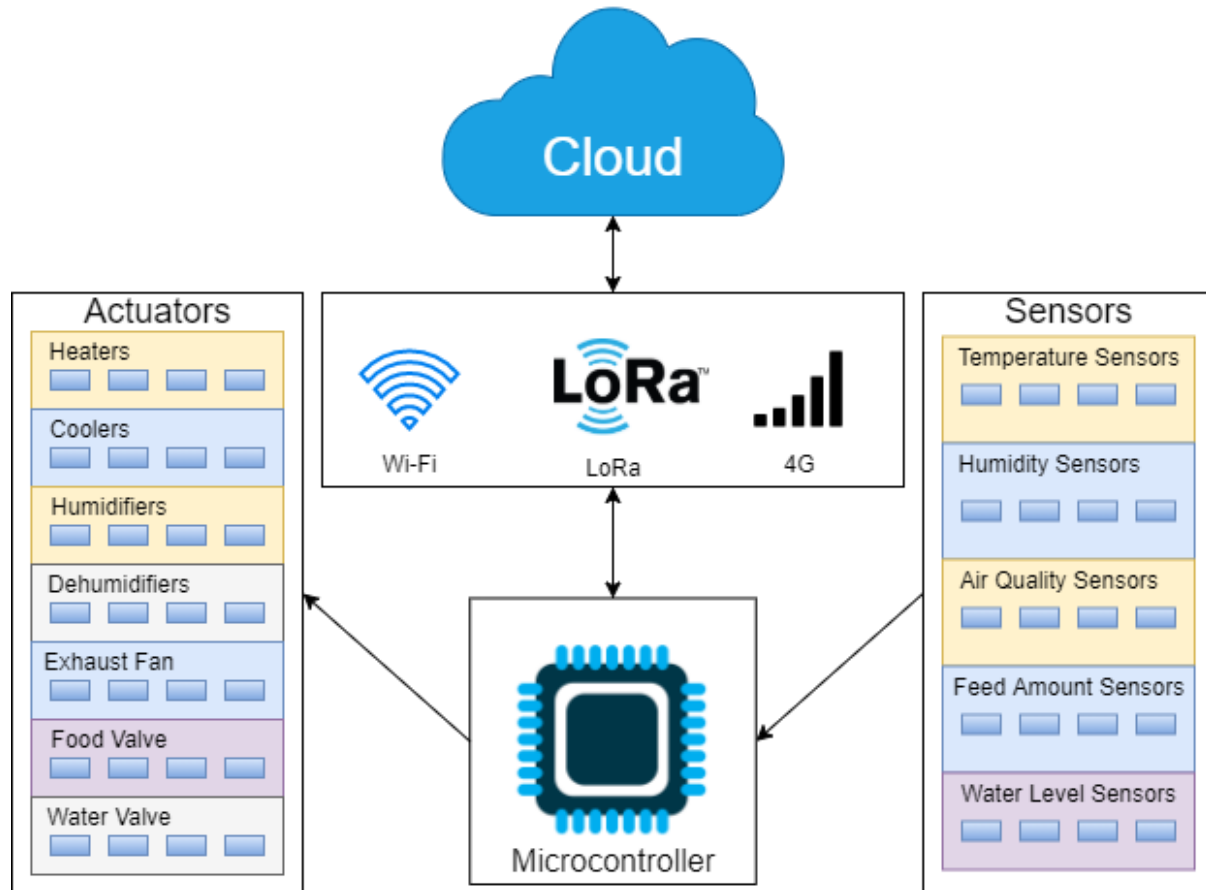 Cloud
Actuators
Heaters
Coolers
Humidifiers
Dehumidifiers
Exhaust Fan
Food Valve
Water Valve
LoRa™
Wi-Fi
LoRa
4G
Microcontroller
Sensors
Temperature Sensors
Humidity Sensors
Air Quality Sensors
Feed Amount Sensors
Water Level Sensors